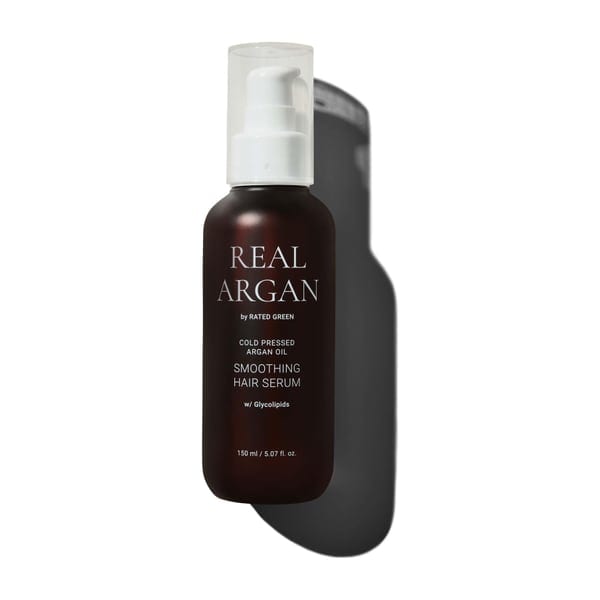 REAL
ARGAN
by RATED GREEN
COLD PRESSED
ARGAN OIL
SMOOTHING
HAIR SERUM
w/ Glycolipids
150 ml / 5.07 fl. oz.